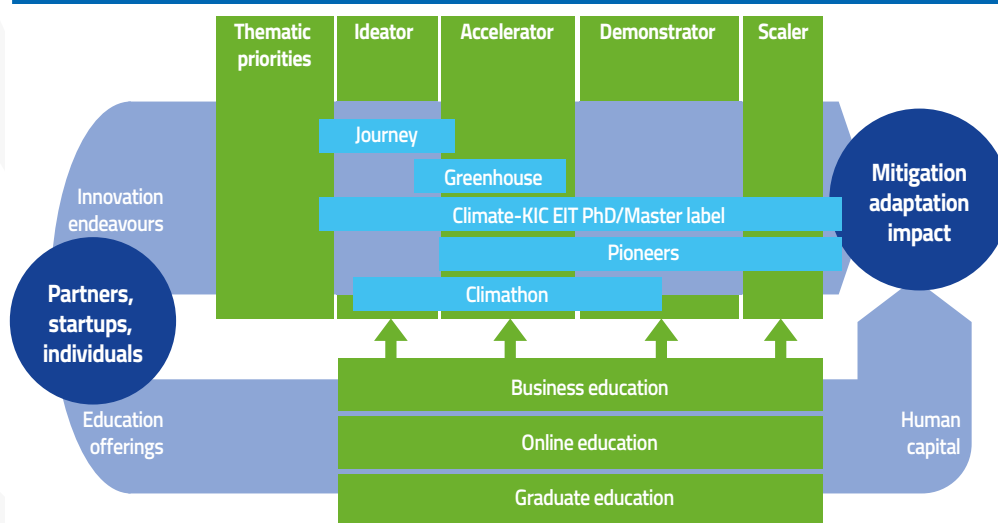 Thematic
priorities
Ideator
Accelerator
Demonstrator
Scaler
Journey
Greenhouse
Climate-KIC EIT PhD/Master label
Pioneers
Climathon
Innovation
endeavours
Mitigation
adaptation
impact
Partners,
startups,
individuals
Business education
Online education
Graduate education
Education
offerings
Human
capital